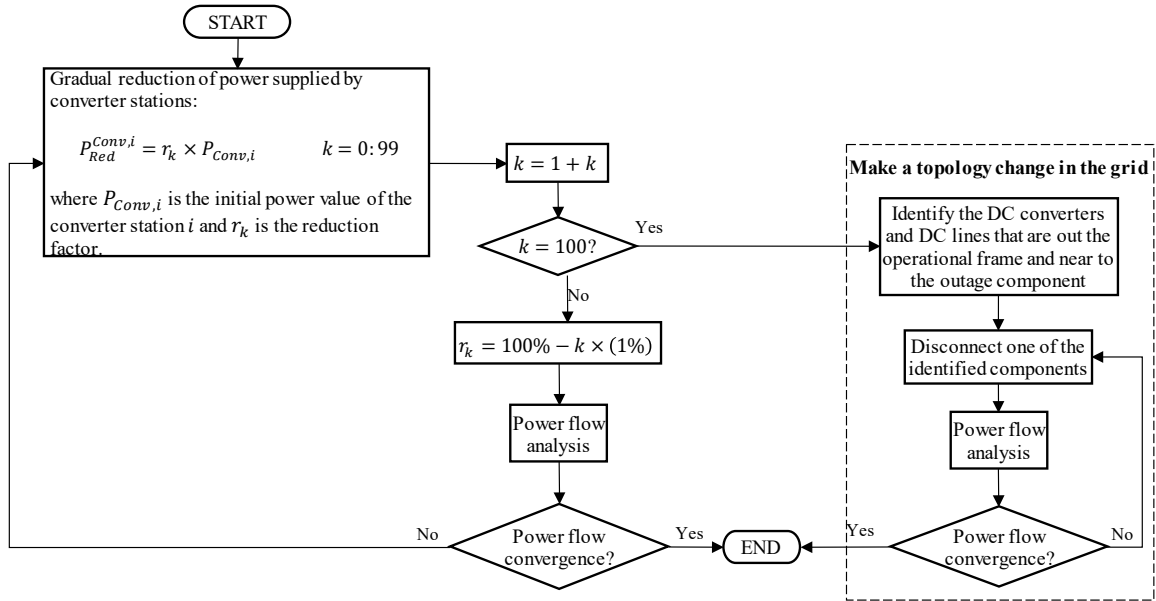 START
Gradual reduction of power supplied by
converter stations:
$P_{Red}^{Conv,i} = r_k \times P_{Conv,i}$ $k = 0:99$
where $P_{Conv,i}$ is the initial power value of the
converter station $i$ and $r_k$ is the reduction
factor.
$k = 1 + k$
$k = 100?$
Yes
No
$r_k = 100\% - k \times (1\%)$
Power flow
analysis
Power flow
convergence?
No
Yes
END
Make a topology change in the grid
Identify the DC converters
and DC lines that are out the
operational frame and near to
the outage component
Disconnect one of the
identified components
Power flow
analysis
Power flow
convergence?
Yes
No